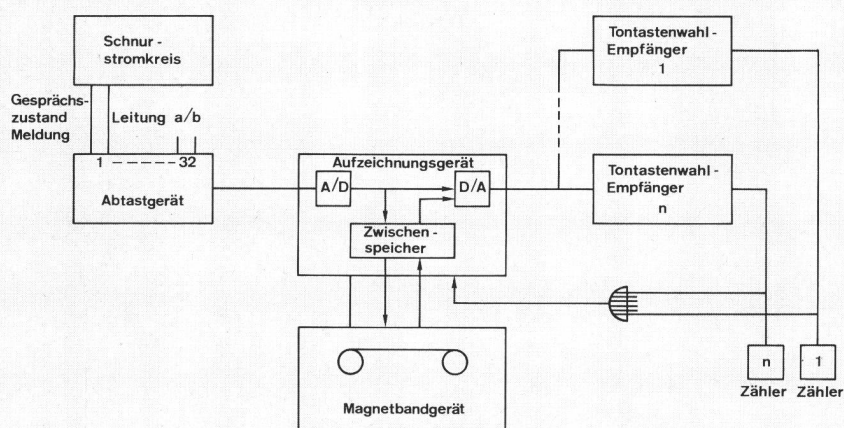 Schnur-
stromkreis
Gesprächs-
zustand
Meldung
Leitung a/b
1 ----- 32
Abtastgerät
Aufzeichnungsgerät
A/D
D/A
Zwischen-
speicher
Magnetbandgerät
Tontastenwahl-
Empfänger
1
Tontastenwahl-
Empfänger
n
n
1
Zähler
Zähler